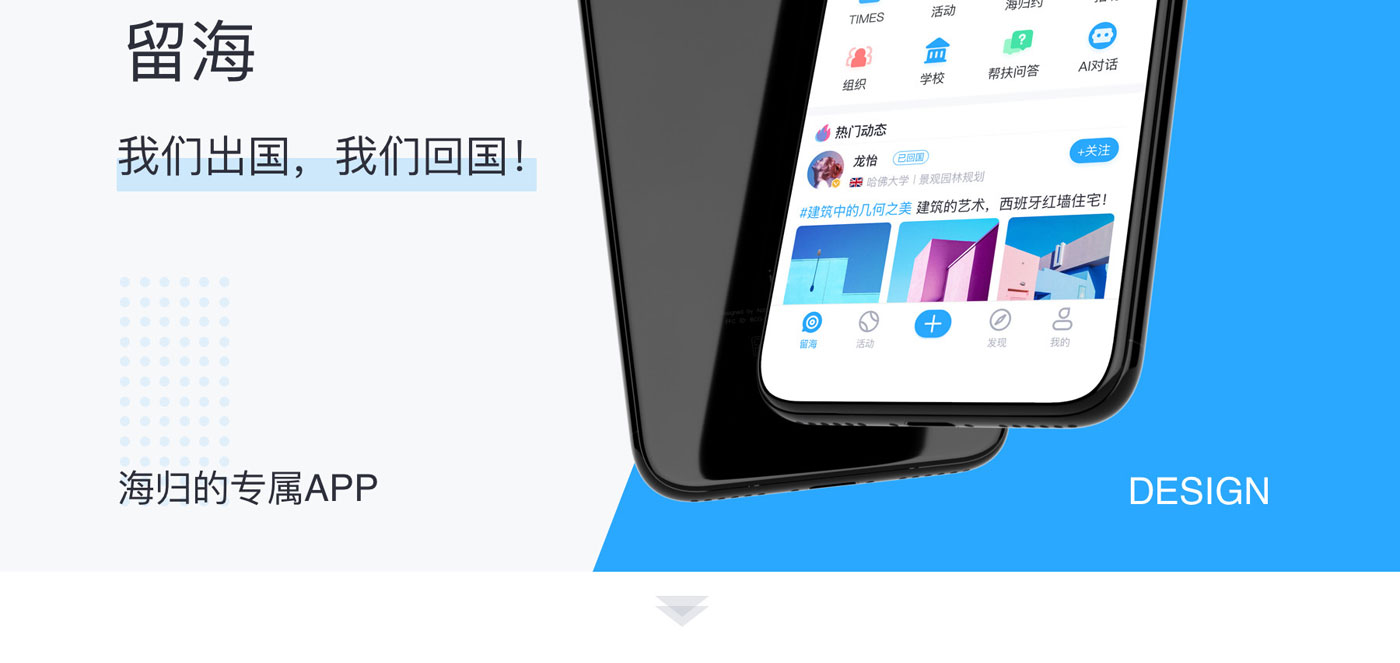 留海
我们出国，我们回国！
海归的专属APP
TIMES
活动
海归约
组织
学校
帮扶问答
AI对话
热门动态
龙怡
已回国
+关注
哈佛大学 | 景观园林规划
#建筑中的几何之美 建筑的艺术，西班牙红墙住宅！
留海
活动
发现
我的
DESIGN